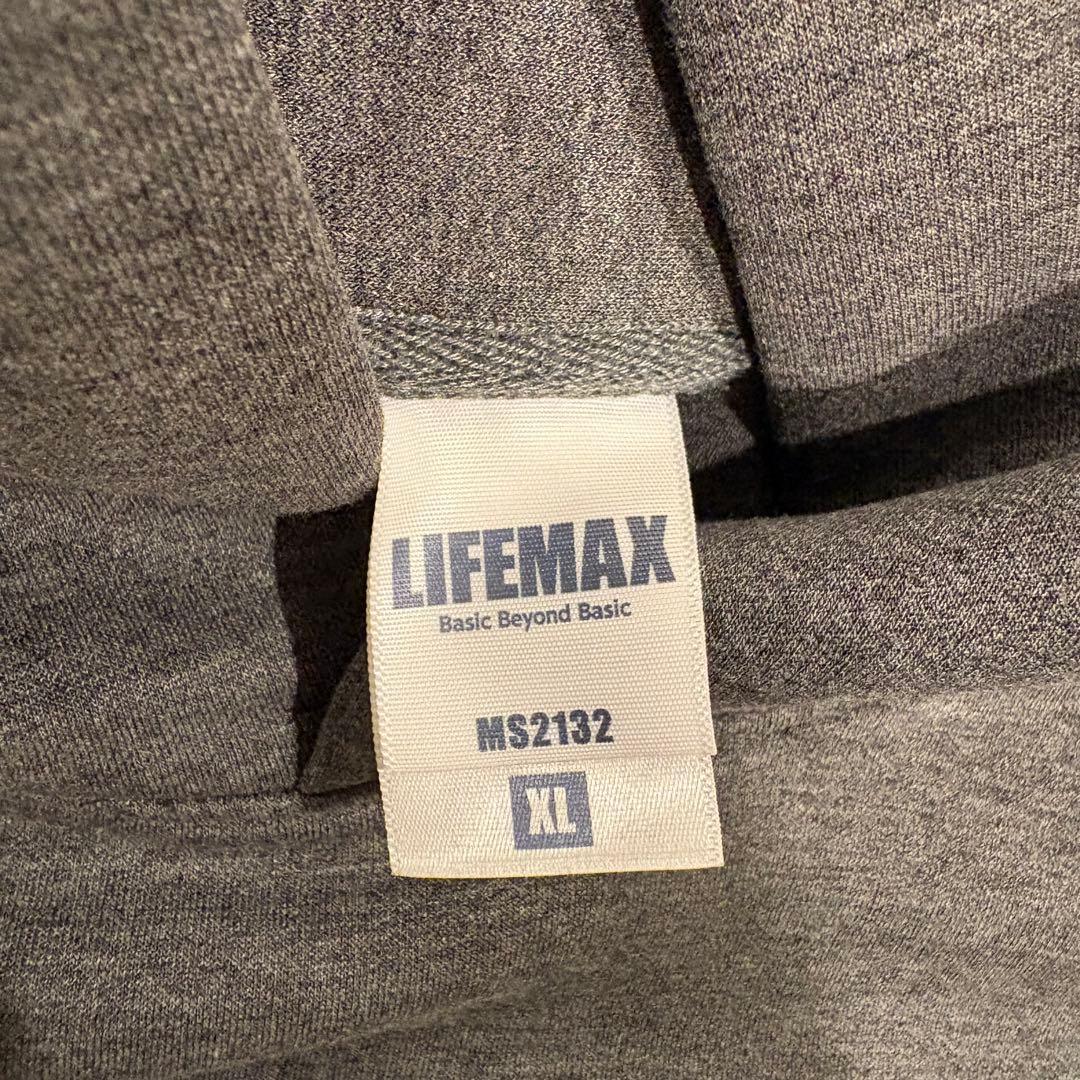 LIFEMAX
Basic Beyond Basic
MS2132
XL